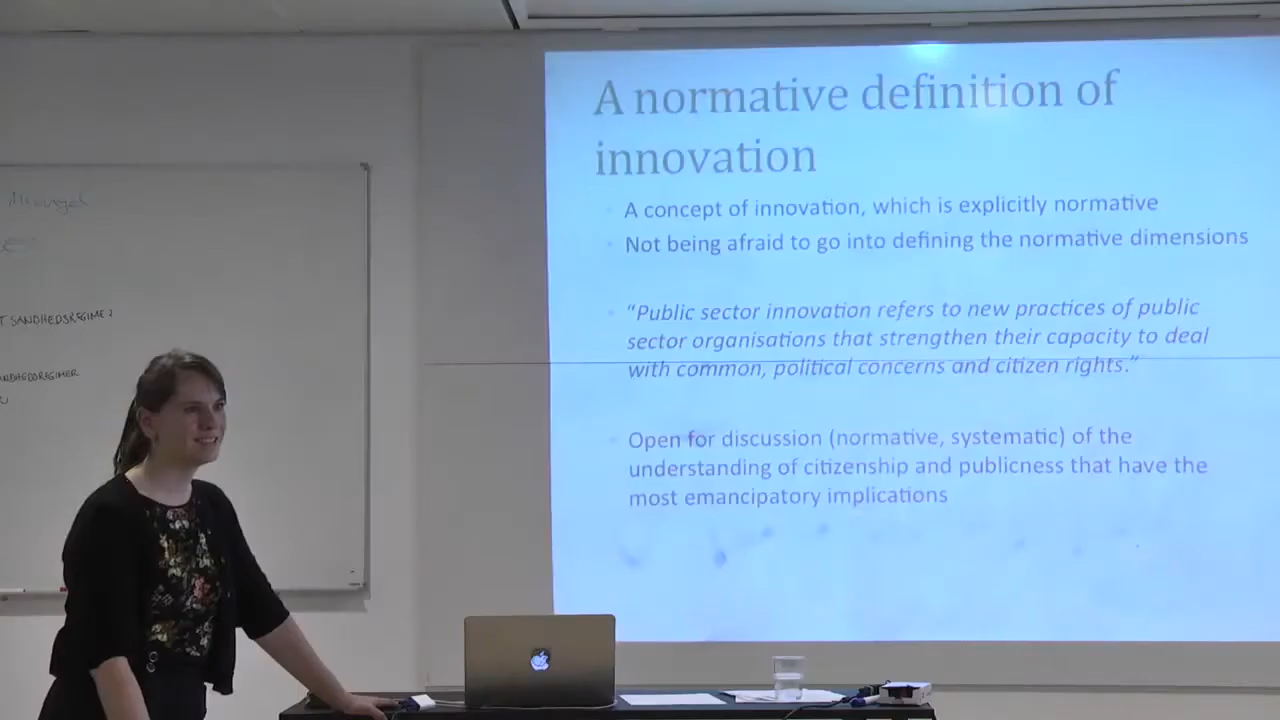 A normative definition of
innovation
A concept of innovation, which is explicitly normative
Not being afraid to go into defining the normative dimensions
"Public sector innovation refers to new practices of public
sector organisations that strengthen their capacity to deal
with common, political concerns and citizen rights."
Open for discussion (normative, systematic) of the
understanding of citizenship and publicness that have the
most emancipatory implications
T SANDHEDSREGIME